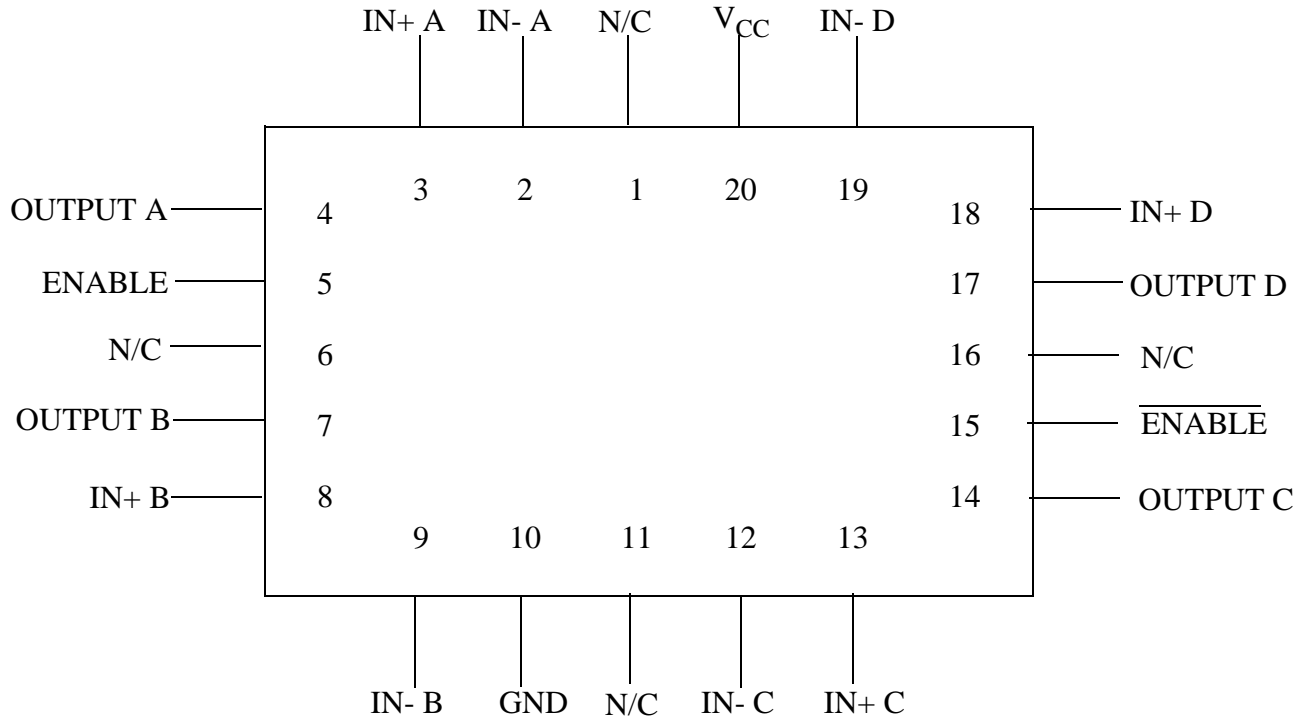 IN+ A IN- A N/C VCC IN- D
3 2 1 20 19
OUTPUT A 4 18 IN+ D
ENABLE 5 17 OUTPUT D
N/C 6 16 N/C
OUTPUT B 7 15 E̅N̅A̅B̅L̅E̅
IN+ B 8 14 OUTPUT C
9 10 11 12 13
IN- B GND N/C IN- C IN+ C